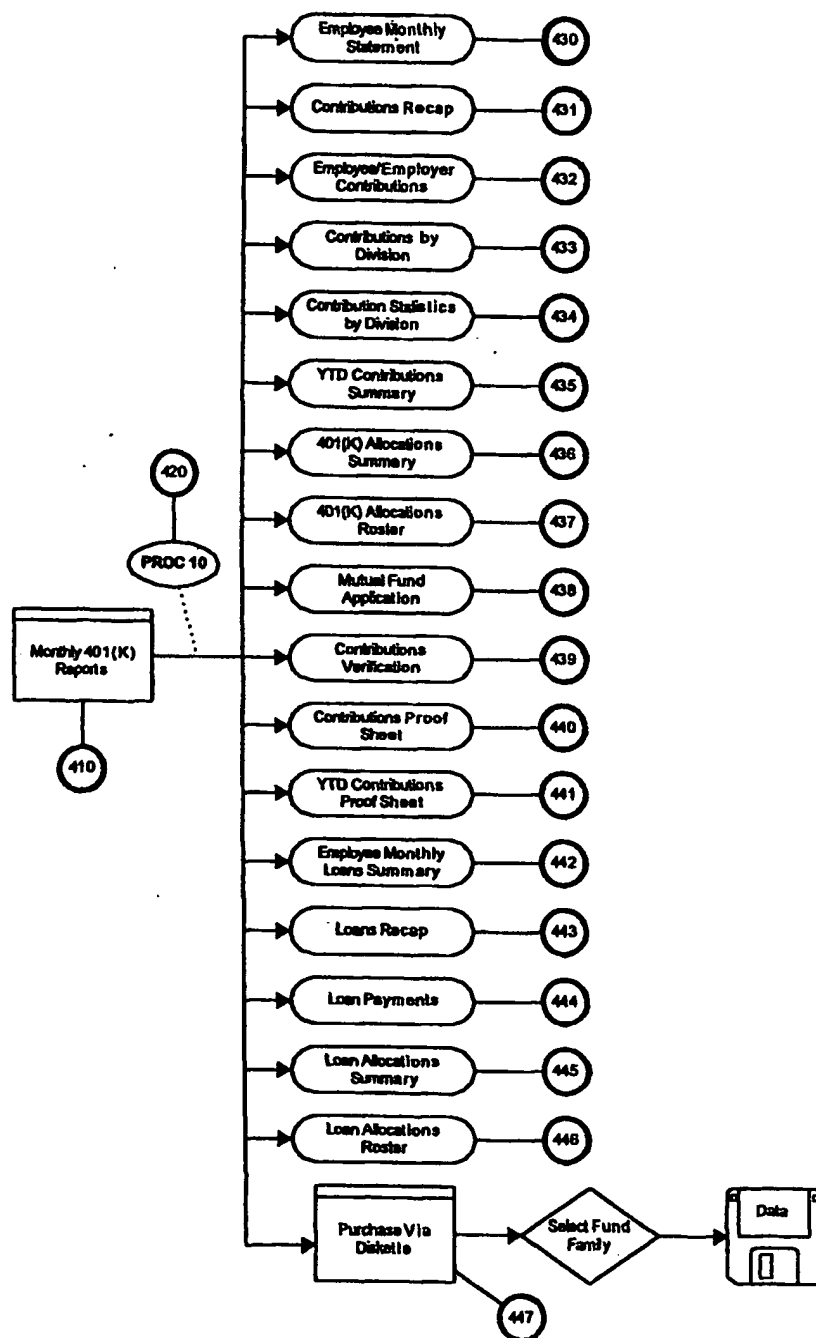 Employee Monthly
Statement
430
Contributions Recap
431
Employee/Employer
Contributions
432
Contributions by
Division
433
Contribution Statistics
by Division
434
YTD Contributions
Summary
435
401(K) Allocations
Summary
436
420
401(K) Allocations
Roster
437
PROC 10
Mutual Fund
Application
438
Monthly 401(K)
Reports
Contributions
Verification
439
410
Contributions Proof
Sheet
440
YTD Contributions
Proof Sheet
441
Employee Monthly
Loans Summary
442
Loans Recap
443
Loan Payments
444
Loan Allocations
Summary
445
Loan Allocations
Roster
446
Purchase Via
Diskette
Select Fund
Family
Data
447